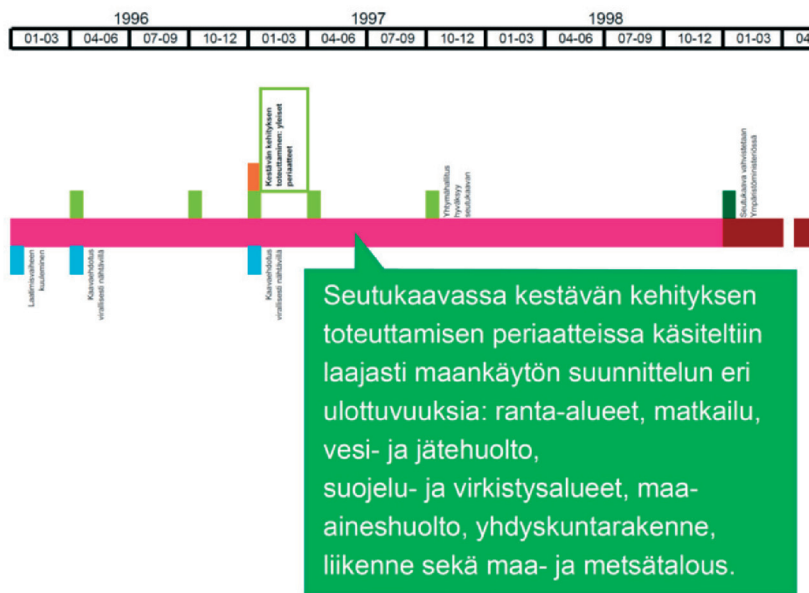 1996 1997 1998
01-03 04-06 07-09 10-12 01-03 04-06 07-09 10-12 01-03 04-06 07-09 10-12 01-03 04
Kestävän kehityksen
toteuttaminen: yleiset
periaatteet
Yhtymähallitus
hyväksyy
seutukaavan
Seutukaava vahvistetaan
Ympäristöministeriössä
Laatimisvaiheen
kuuleminen
Kaavaehdotus
virallisesti nähtävillä
Kaavaehdotus
virallisesti nähtävillä
Seutukaavassa kestävän kehityksen
toteuttamisen periaatteissa käsiteltiin
laajasti maankäytön suunnittelun eri
ulottuvuuksia: ranta-alueet, matkailu,
vesi- ja jätehuolto,
suojelu- ja virkistysalueet, maa-
aineshuolto, yhdyskuntarakenne,
liikenne sekä maa- ja metsätalous.